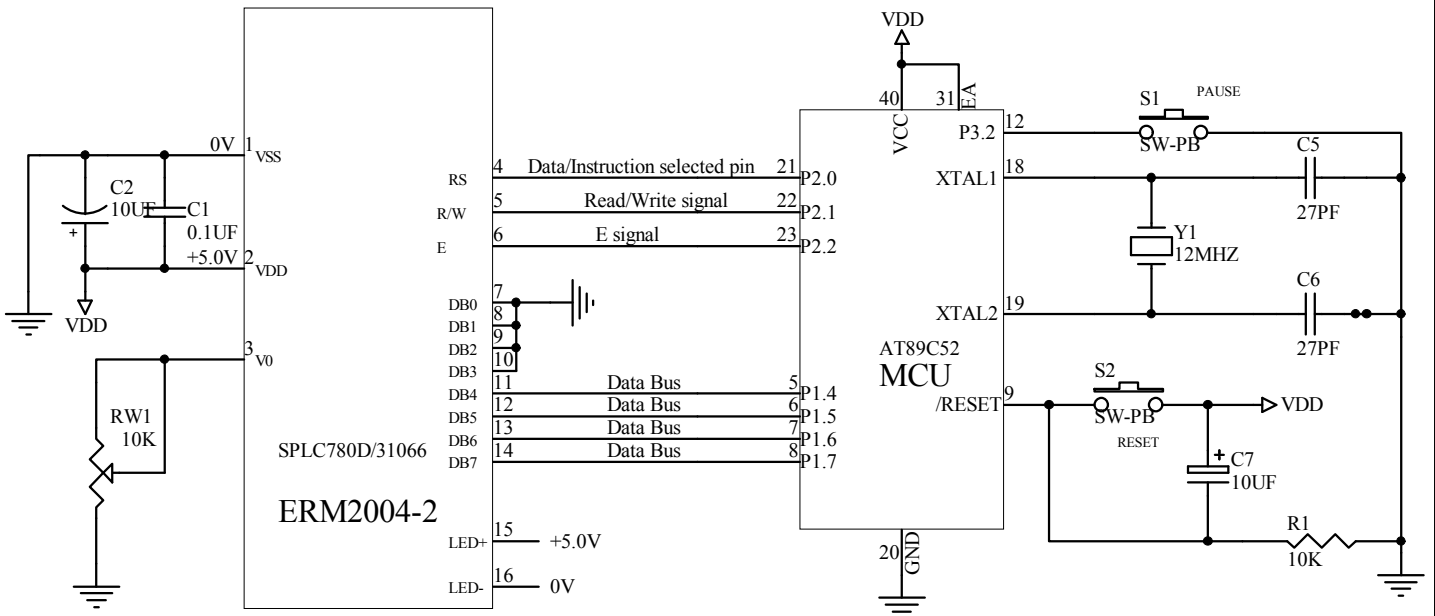 VDD
40
31
EA
VCC
S1
PAUSE
SW-PB
P3.2
12
0V
1
VSS
C2
10UF
+
C1
0.1UF
+5.0V
2
VDD
VDD
3
V0
RW1
10K
SPLC780D/31066
ERM2004-2
RS
4
Data/Instruction selected pin
21
P2.0
R/W
5
Read/Write signal
22
P2.1
E
6
E signal
23
P2.2
DB0
7
DB1
8
DB2
9
DB3
10
DB4
11
Data Bus
5
P1.4
DB5
12
Data Bus
6
P1.5
DB6
13
Data Bus
7
P1.6
DB7
14
Data Bus
8
P1.7
LED+
15
+5.0V
LED-
16
0V
XTAL1
18
C5
27PF
Y1
12MHZ
XTAL2
19
C6
27PF
AT89C52
MCU
/RESET
9
S2
SW-PB
RESET
VDD
+
C7
10UF
R1
10K
20
GND